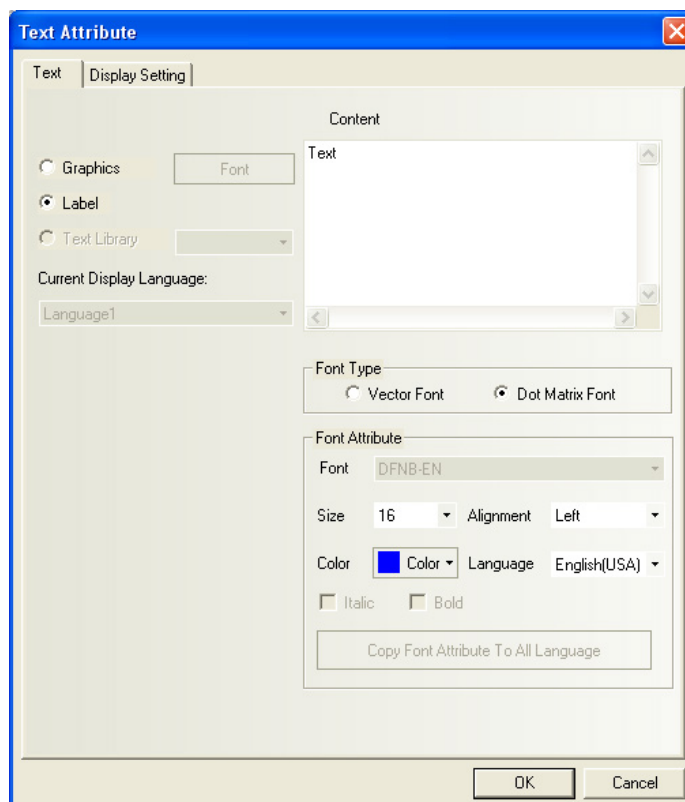 Text Attribute
Text
Display Setting
Content
Graphics
Font
Text
Label
Text Library
Current Display Language:
Language1
Font Type
Vector Font
Dot Matrix Font
Font Attribute
Font DFNB-EN
Size 16 Alignment Left
Color Color Language English(USA)
Italic Bold
Copy Font Attribute To All Language
OK Cancel